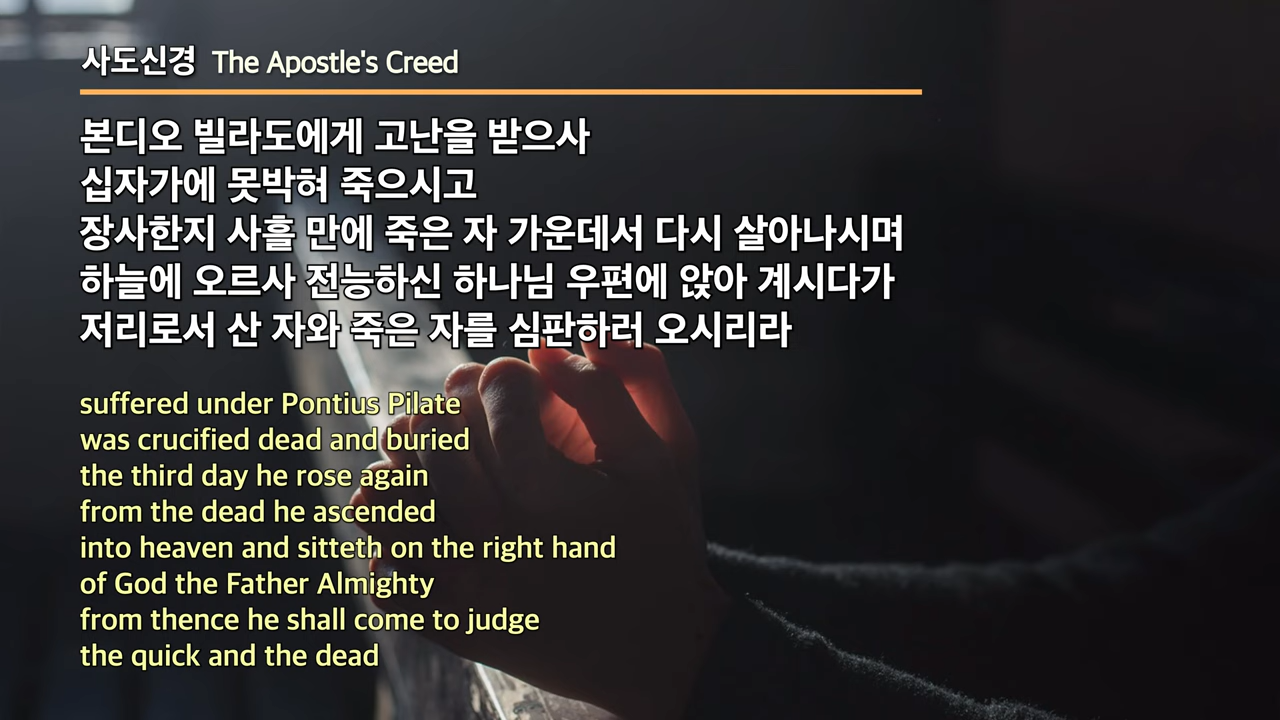 사도신경 The Apostle's Creed
본디오 빌라도에게 고난을 받으사
십자가에 못박혀 죽으시고
장사한지 사흘 만에 죽은 자 가운데서 다시 살아나시며
하늘에 오르사 전능하신 하나님 우편에 앉아 계시다가
저리로서 산 자와 죽은 자를 심판하러 오시리라
suffered under Pontius Pilate
was crucified dead and buried
the third day he rose again
from the dead he ascended
into heaven and sitteth on the right hand
of God the Father Almighty
from thence he shall come to judge
the quick and the dead